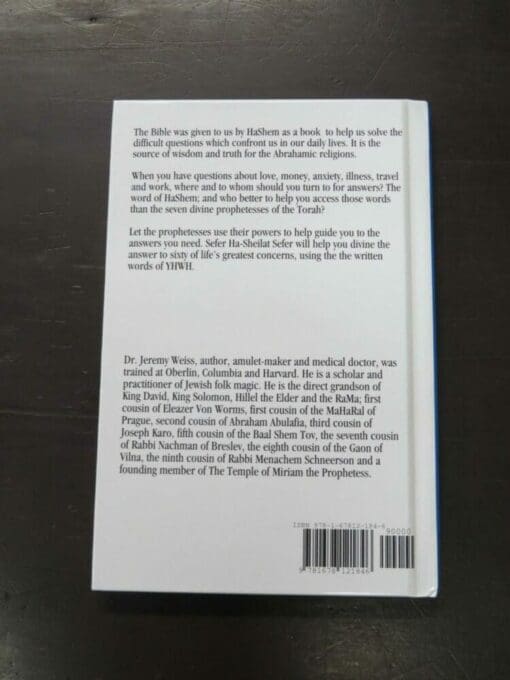 The Bible was given to us by HaShem as a book to help us solve the
difficult questions which confront us in our daily lives. It is the
source of wisdom and truth for the Abrahamic religions.
When you have questions about love, money, anxiety, illness, travel
and work, where and to whom should you turn to for answers? The
word of HaShem; and who better to help you access those words
than the seven divine prophetesses of the Torah?
Let the prophetesses use their powers to help guide you to the
answers you need. Sefer Ha-Sheilat Sefer will help you divine the
answer to sixty of life's greatest concerns, using the the written
words of YHWH.
Dr. Jeremy Weiss, author, amulet-maker and medical doctor, was
trained at Oberlin, Columbia and Harvard. He is a scholar and
practitioner of Jewish folk magic. He is the direct grandson of
King David, King Solomon, Hillel the Elder and the RaMa; first
cousin of Eleazer Von Worms, first cousin of the MaHaRal of
Prague, second cousin of Abraham Abulafia, third cousin of
Joseph Karo, fifth cousin of the Baal Shem Tov, the seventh cousin
of Rabbi Nachman of Breslev, the eighth cousin of the Gaon of
Vilna, the ninth cousin of Rabbi Menachem Schneerson and a
founding member of The Temple of Miriam the Prophetess.
ISBN 978-1-67812-184-6
90000
9 781678 121846